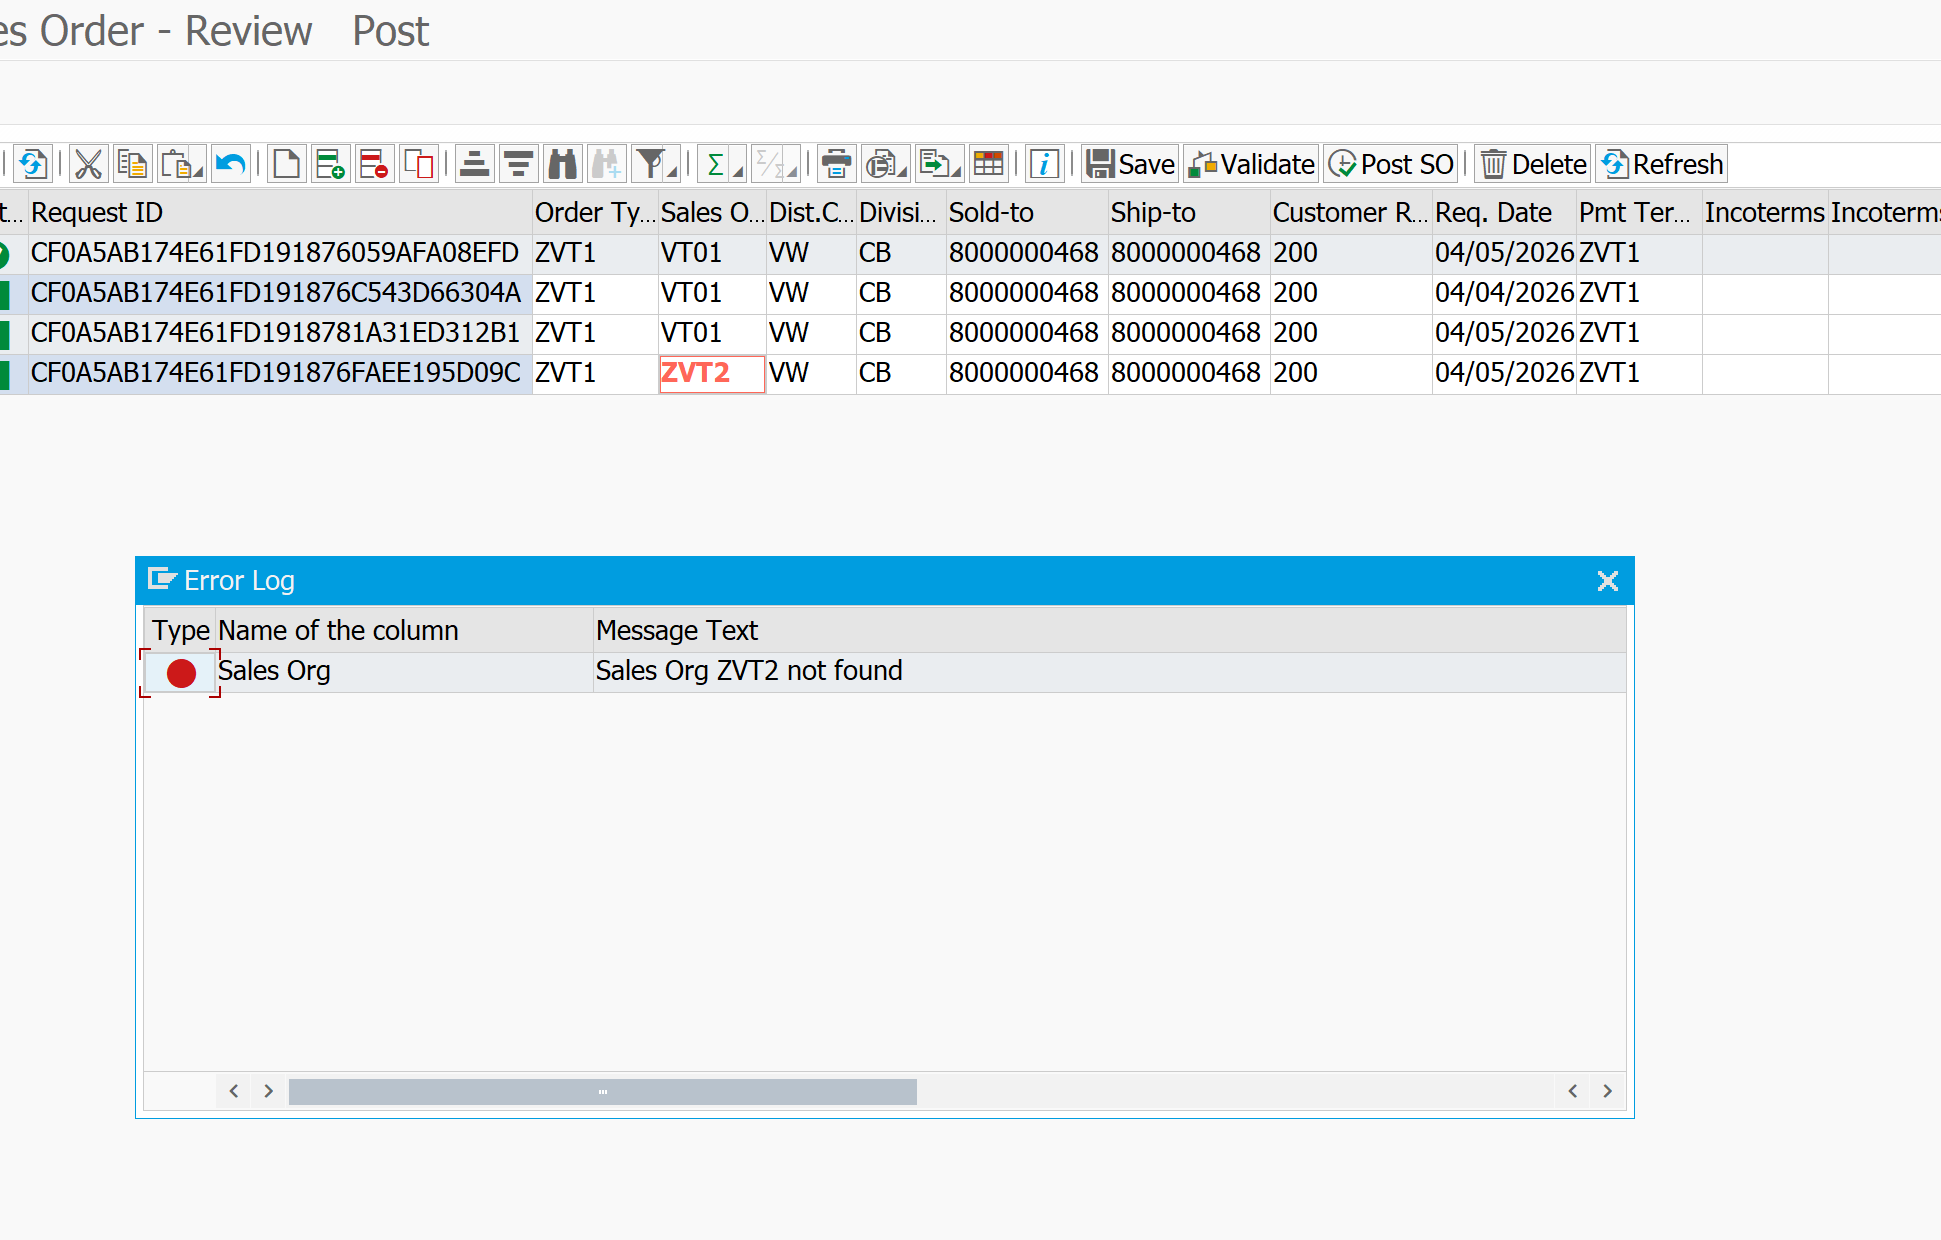 es Order - Review Post
Save Validate Post SO Delete Refresh
t... Request ID Order Ty... Sales O... Dist.C... Divisi... Sold-to Ship-to Customer R... Req. Date Pmt Ter... Incoterms Incoterms
CF0A5AB174E61FD191876059AFA08EFD ZVT1 VT01 VW CB 8000000468 8000000468 200 04/05/2026 ZVT1
CF0A5AB174E61FD191876C543D66304A ZVT1 VT01 VW CB 8000000468 8000000468 200 04/04/2026 ZVT1
CF0A5AB174E61FD1918781A31ED312B1 ZVT1 VT01 VW CB 8000000468 8000000468 200 04/05/2026 ZVT1
CF0A5AB174E61FD191876FAEE195D09C ZVT1 ZVT2 VW CB 8000000468 8000000468 200 04/05/2026 ZVT1
Error Log
Type Name of the column Message Text
Sales Org Sales Org ZVT2 not found